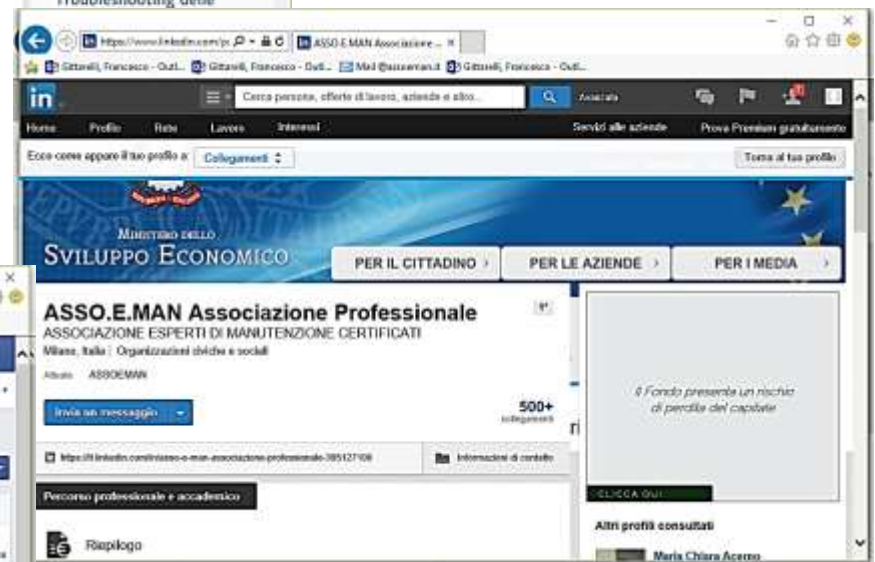 Troubleshooting delle
ASSO.E.MAN Associazione ...
Gittarelli, Francesco - Outl... Gittarelli, Francesco - Outl... Mail @assoeman.it Gittarelli, Francesco - Outl...
in
Cerca persone, offerte di lavoro, aziende e altro...
Avanzata
Home Profilo Rete Lavoro Interessi
Servizi alle aziende Prova Premium gratuitamente
Ecco come appare il tuo profilo a: Collegamenti
Torna al tuo profilo
MINISTERO DELLO
SVILUPPO ECONOMICO
PER IL CITTADINO PER LE AZIENDE PER I MEDIA
ASSO.E.MAN Associazione Professionale
ASSOCIAZIONE ESPERTI DI MANUTENZIONE CERTIFICATI
Milano, Italia | Organizzazioni civiche e sociali
Attuale ASSOEMAN
Invia un messaggio
500+
collegamenti
Il Fondo presenta un rischio
di perdita del capitale
Informazioni di contatto
CLICCA QUI
Percorso professionale e accademico
Altri profili consultati
Riepilogo
Maria Chiara Acerno